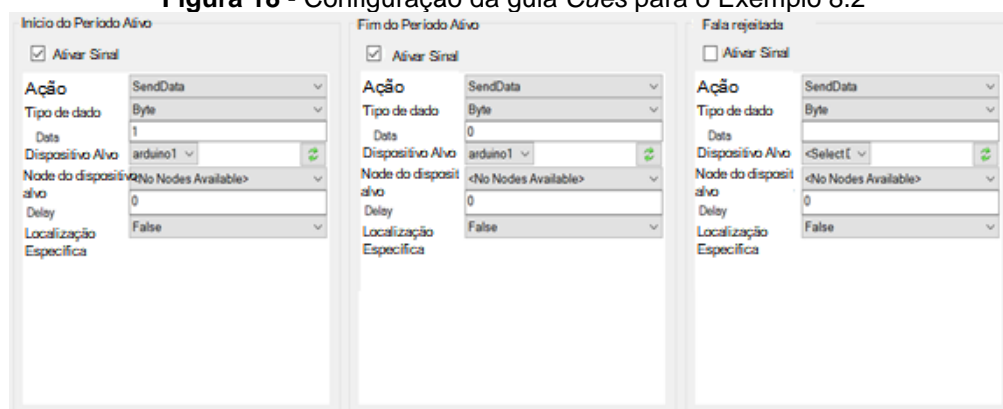 Figura 18 - Configuração da guia Cues para o Exemplo 8.2
Início do Período Ativo
Ativar Sinal
Ação
SendData
Tipo de dado
Byte
Data
1
Dispositivo Alvo
arduino1
Node do dispositivo
alvo
<No Nodes Available>
Delay
0
Localização
Específica
False
Fim do Período Ativo
Ativar Sinal
Ação
SendData
Tipo de dado
Byte
Data
0
Dispositivo Alvo
arduino1
Node do disposit
alvo
<No Nodes Available>
Delay
0
Localização
Específica
False
Fala rejeitada
Ativar Sinal
Ação
SendData
Tipo de dado
Byte
Data
Dispositivo Alvo
<Select [
Node do disposit
alvo
<No Nodes Available>
Delay
0
Localização
Específica
False